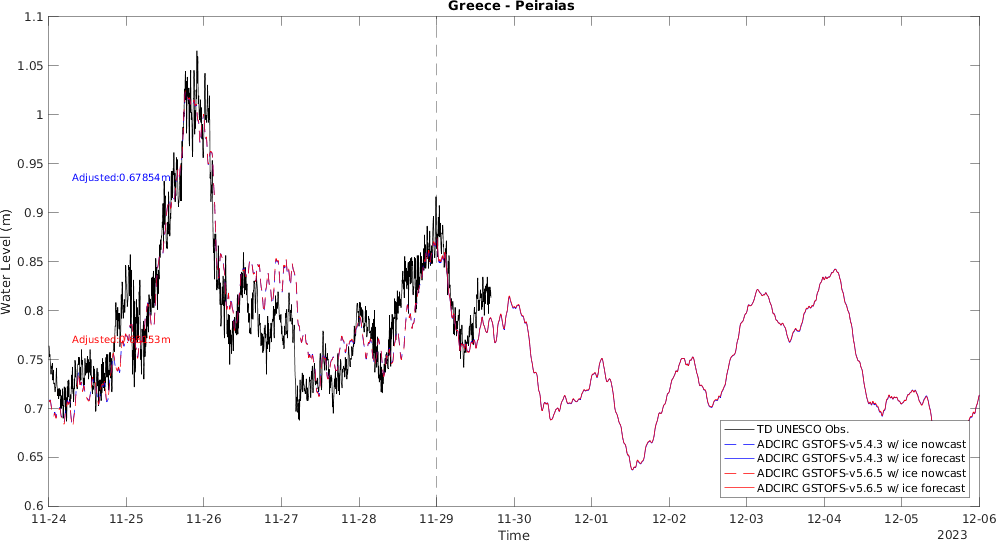 Greece - Peiraias
1.1
1.05
1
0.95
0.9
0.85
0.8
0.75
0.7
0.65
0.6
Water Level (m)
Adjusted:0.67854m
TD UNESCO Obs.
ADCIRC GSTOFS-v5.4.3 w/ ice nowcast
ADCIRC GSTOFS-v5.4.3 w/ ice forecast
ADCIRC GSTOFS-v5.6.5 w/ ice nowcast
ADCIRC GSTOFS-v5.6.5 w/ ice forecast
11-24 11-25 11-26 11-27 11-28 11-29 11-30 12-01 12-02 12-03 12-04 12-05 12-06
Time
2023